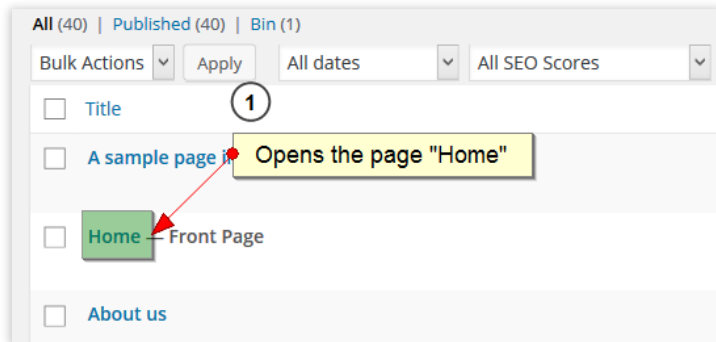 All (40) | Published (40) | Bin (1)
Bulk Actions Apply All dates All SEO Scores
Title
1
A sample page
Opens the page "Home"
Home — Front Page
About us